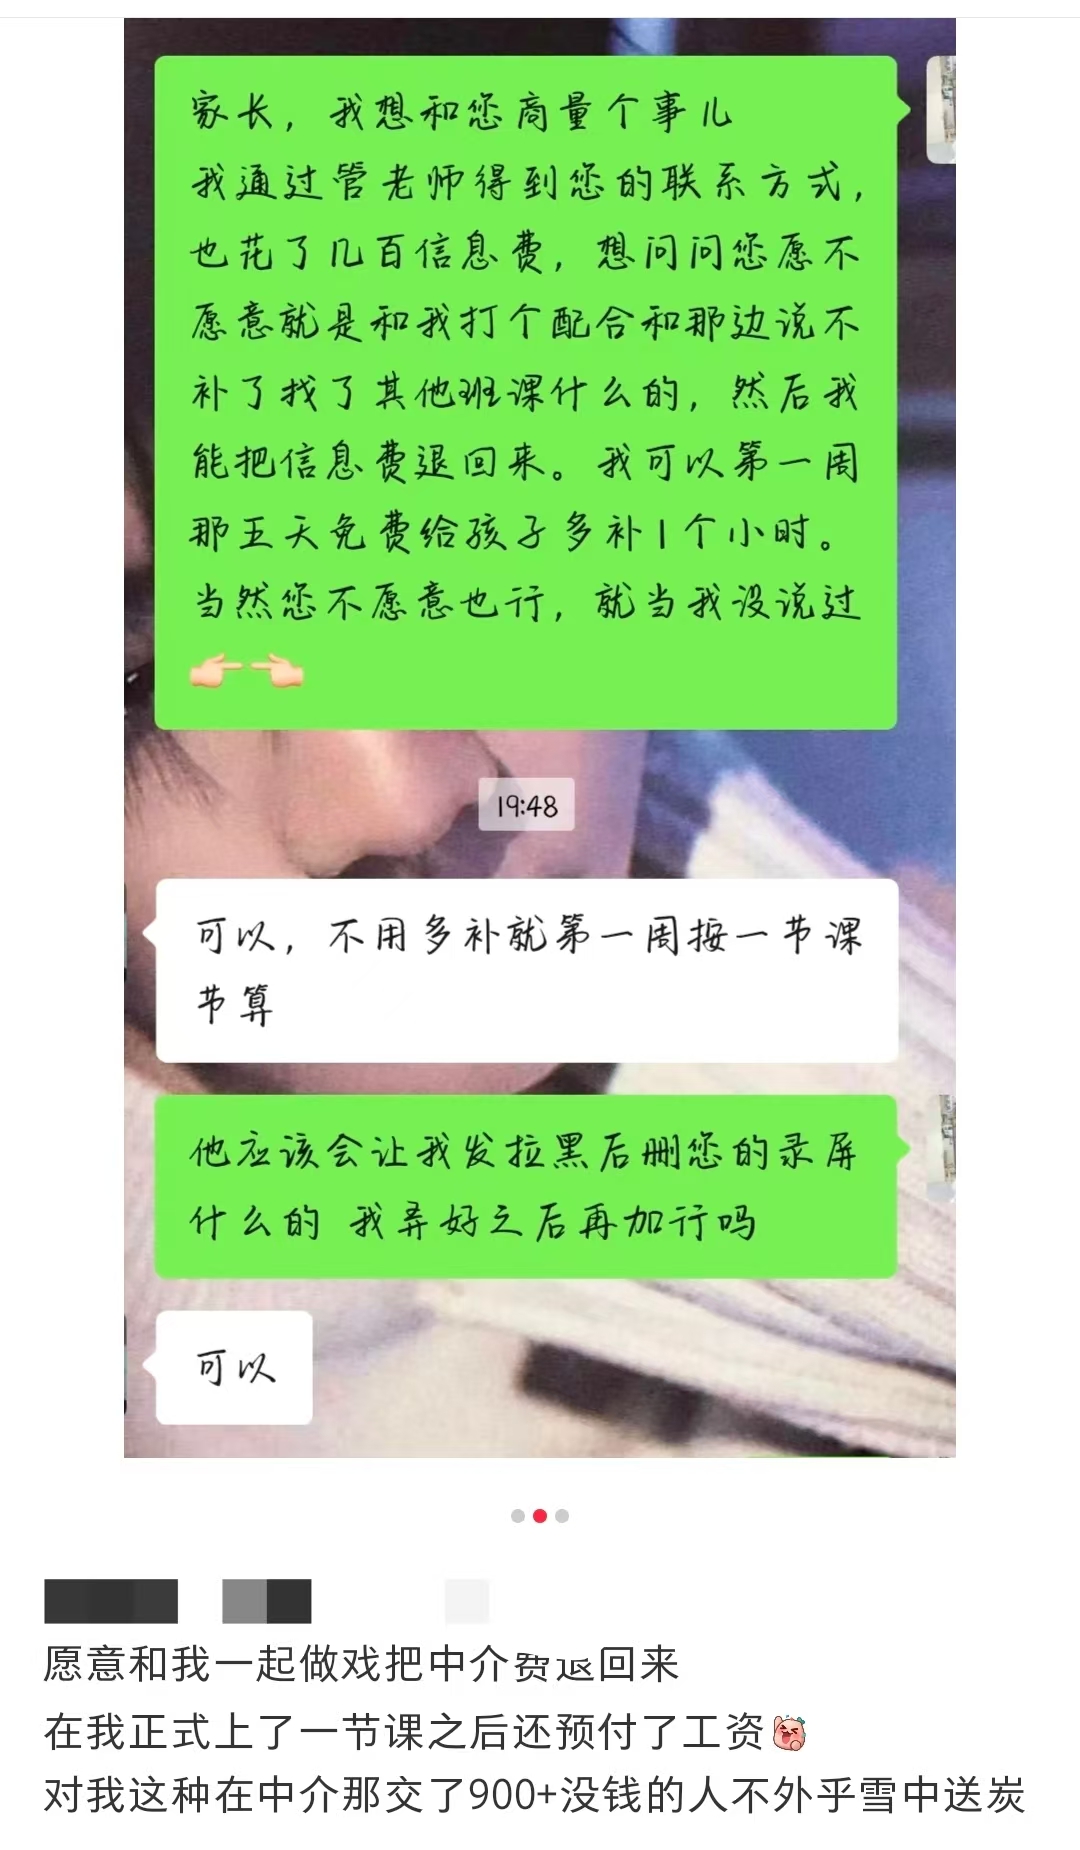 家长，我想和您商量个事儿
我通过管老师得到您的联系方式，
也花了几百信息费，想问问您愿不
愿意就是和我打个配合和那边说不
补了找了其他班课什么的，然后我
能把信息费退回来。我可以第一周
那五天免费给孩子多补1个小时。
当然您不愿意也行，就当我没说过
👉👈
19:48
可以，不用多补就第一周按一节课
节算
他应该会让我发拉黑后删您的录屏
什么的 我弄好之后再加行吗
可以
愿意和我一起做戏把中介费退回来
在我正式上了一节课之后还预付了工资
对我这种在中介那交了900+没钱的人不外乎雪中送炭